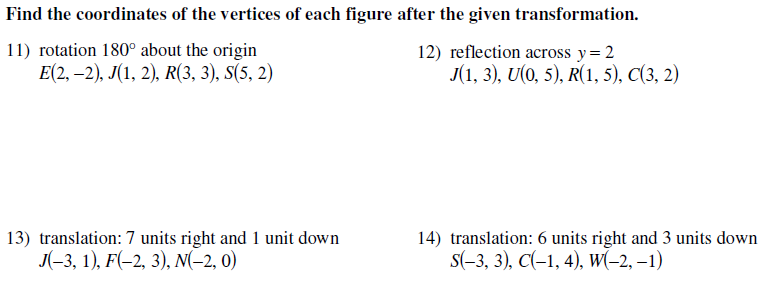 Find the coordinates of the vertices of each figure after the given transformation.
11) rotation 180° about the origin
E(2, –2), J(1, 2), R(3, 3), S(5, 2)
12) reflection across y = 2
J(1, 3), U(0, 5), R(1, 5), C(3, 2)
13) translation: 7 units right and 1 unit down
J(–3, 1), F(–2, 3), N(–2, 0)
14) translation: 6 units right and 3 units down
S(–3, 3), C(–1, 4), W(–2, –1)